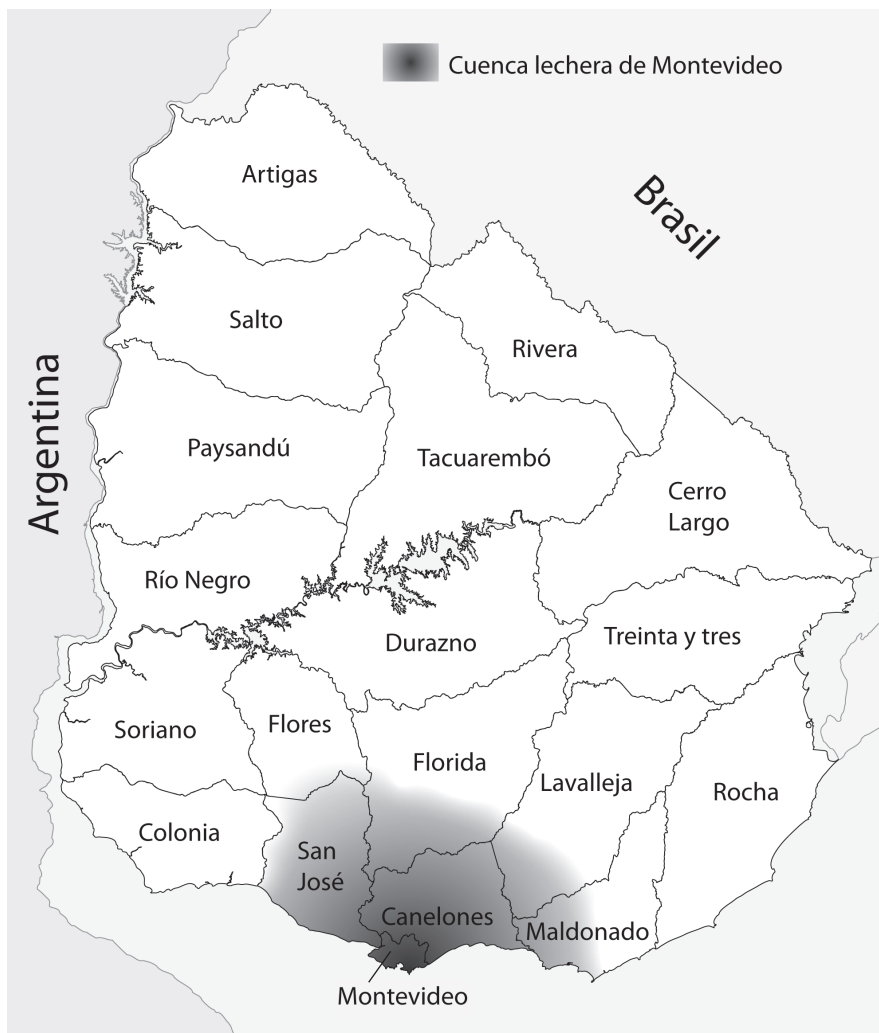 Cuenca lechera de Montevideo
Artigas
Brasil
Salto
Rivera
Argentina
Paysandú
Tacuarembó
Cerro
Largo
Río Negro
Durazno
Treinta y tres
Soriano
Flores
Florida
Lavalleja
Rocha
Colonia
San
José
Canelones
Maldonado
Montevideo